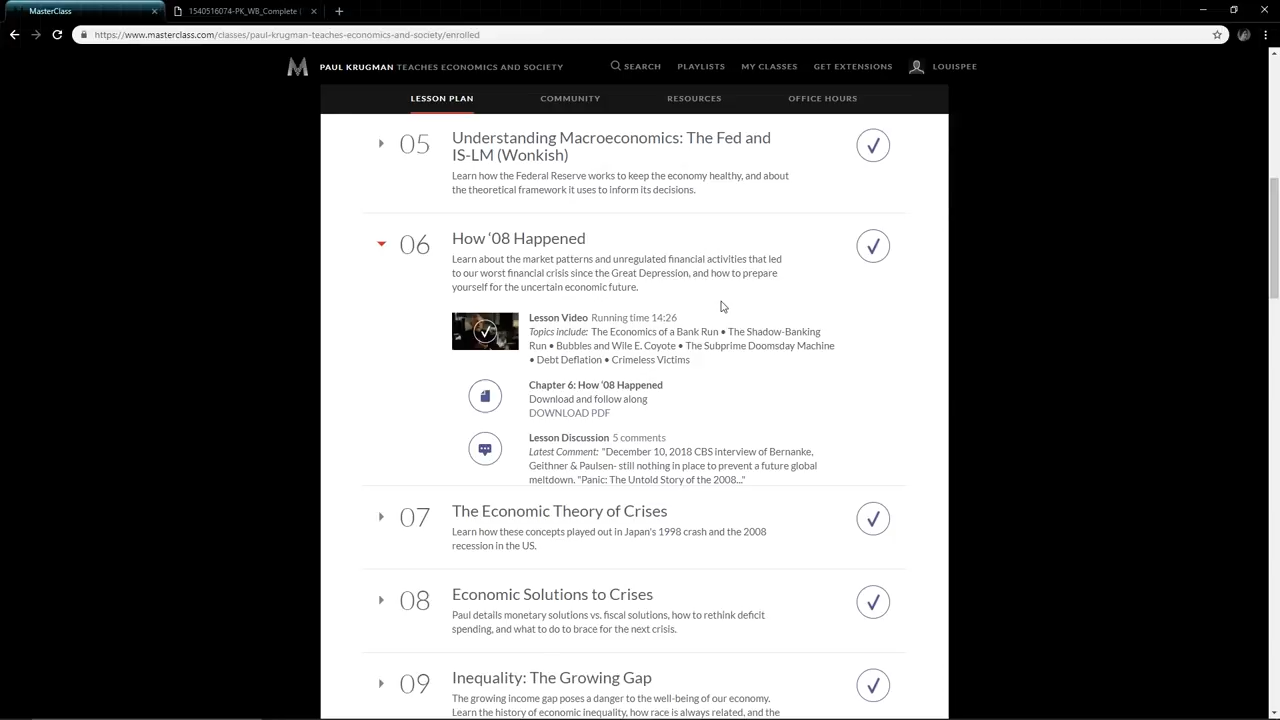 MasterClass
1540516074-PK_WB_Complete
https://www.masterclass.com/classes/paul-krugman-teaches-economics-and-society/enrolled
PAUL KRUGMAN TEACHES ECONOMICS AND SOCIETY
SEARCH PLAYLISTS MY CLASSES GET EXTENSIONS LOUISPEE
LESSON PLAN COMMUNITY RESOURCES OFFICE HOURS
05 Understanding Macroeconomics: The Fed and
IS-LM (Wonkish)
Learn how the Federal Reserve works to keep the economy healthy, and about
the theoretical framework it uses to inform its decisions.
06 How ‘08 Happened
Learn about the market patterns and unregulated financial activities that led
to our worst financial crisis since the Great Depression, and how to prepare
yourself for the uncertain economic future.
Lesson Video Running time 14:26
Topics include: The Economics of a Bank Run • The Shadow-Banking
Run • Bubbles and Wile E. Coyote • The Subprime Doomsday Machine
• Debt Deflation • Crimeless Victims
Chapter 6: How ’08 Happened
Download and follow along
DOWNLOAD PDF
Lesson Discussion 5 comments
Latest Comment: "December 10, 2018 CBS interview of Bernanke,
Geithner & Paulsen- still nothing in place to prevent a future global
meltdown. "Panic: The Untold Story of the 2008..."
07 The Economic Theory of Crises
Learn how these concepts played out in Japan's 1998 crash and the 2008
recession in the US.
08 Economic Solutions to Crises
Paul details monetary solutions vs. fiscal solutions, how to rethink deficit
spending, and what to do to brace for the next crisis.
09 Inequality: The Growing Gap
The growing income gap poses a danger to the well-being of our economy.
Learn the history of economic inequality, how race is always related, and the